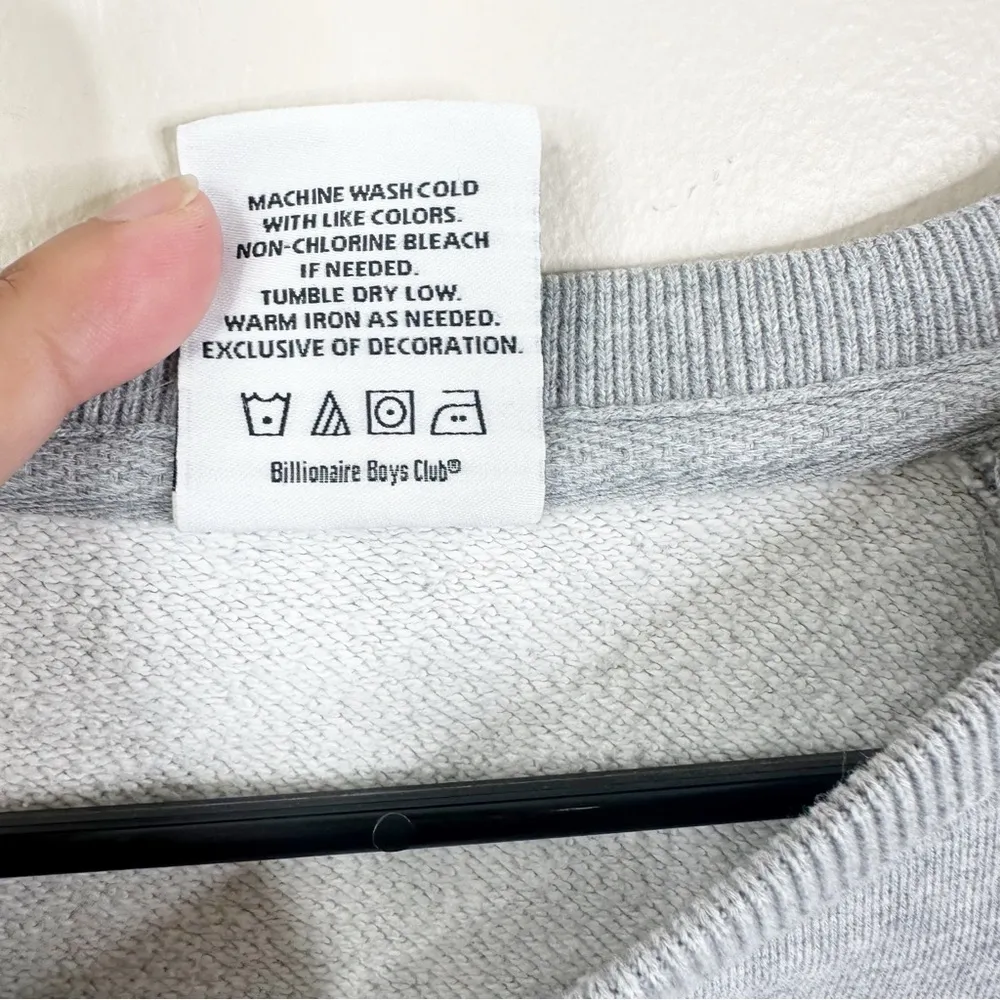 MACHINE WASH COLD
WITH LIKE COLORS.
NON-CHLORINE BLEACH
IF NEEDED.
TUMBLE DRY LOW.
WARM IRON AS NEEDED.
EXCLUSIVE OF DECORATION.
Billionaire Boys Club®